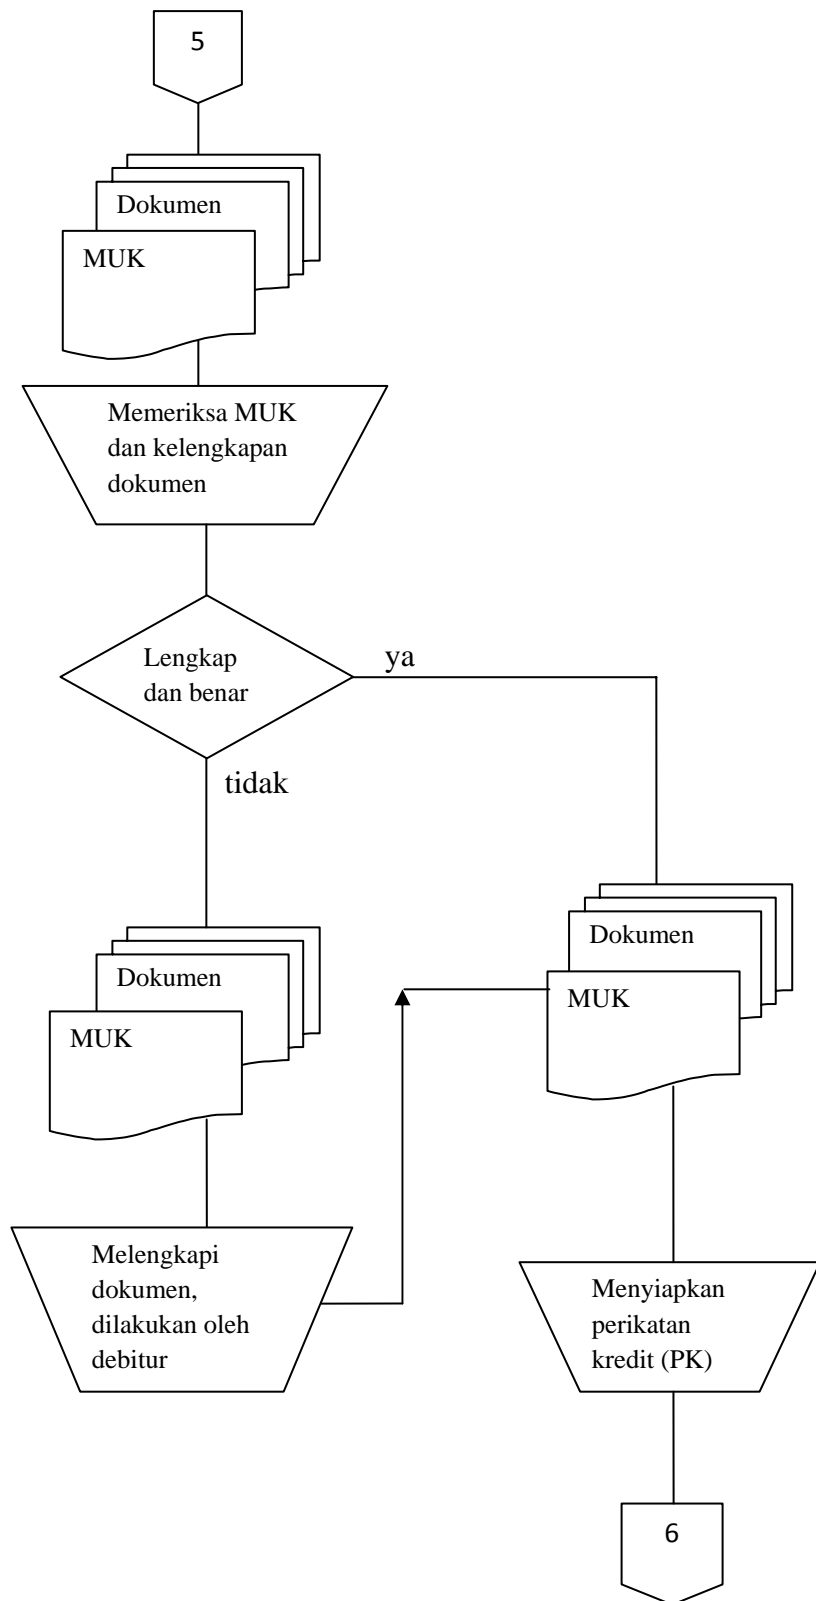 5
Dokumen
MUK
Memeriksa MUK
dan kelengkapan
dokumen
Lengkap
dan benar
ya
tidak
Dokumen
MUK
Dokumen
MUK
Melengkapi
dokumen,
dilakukan oleh
debitur
Menyiapkan
perikatan
kredit (PK)
6